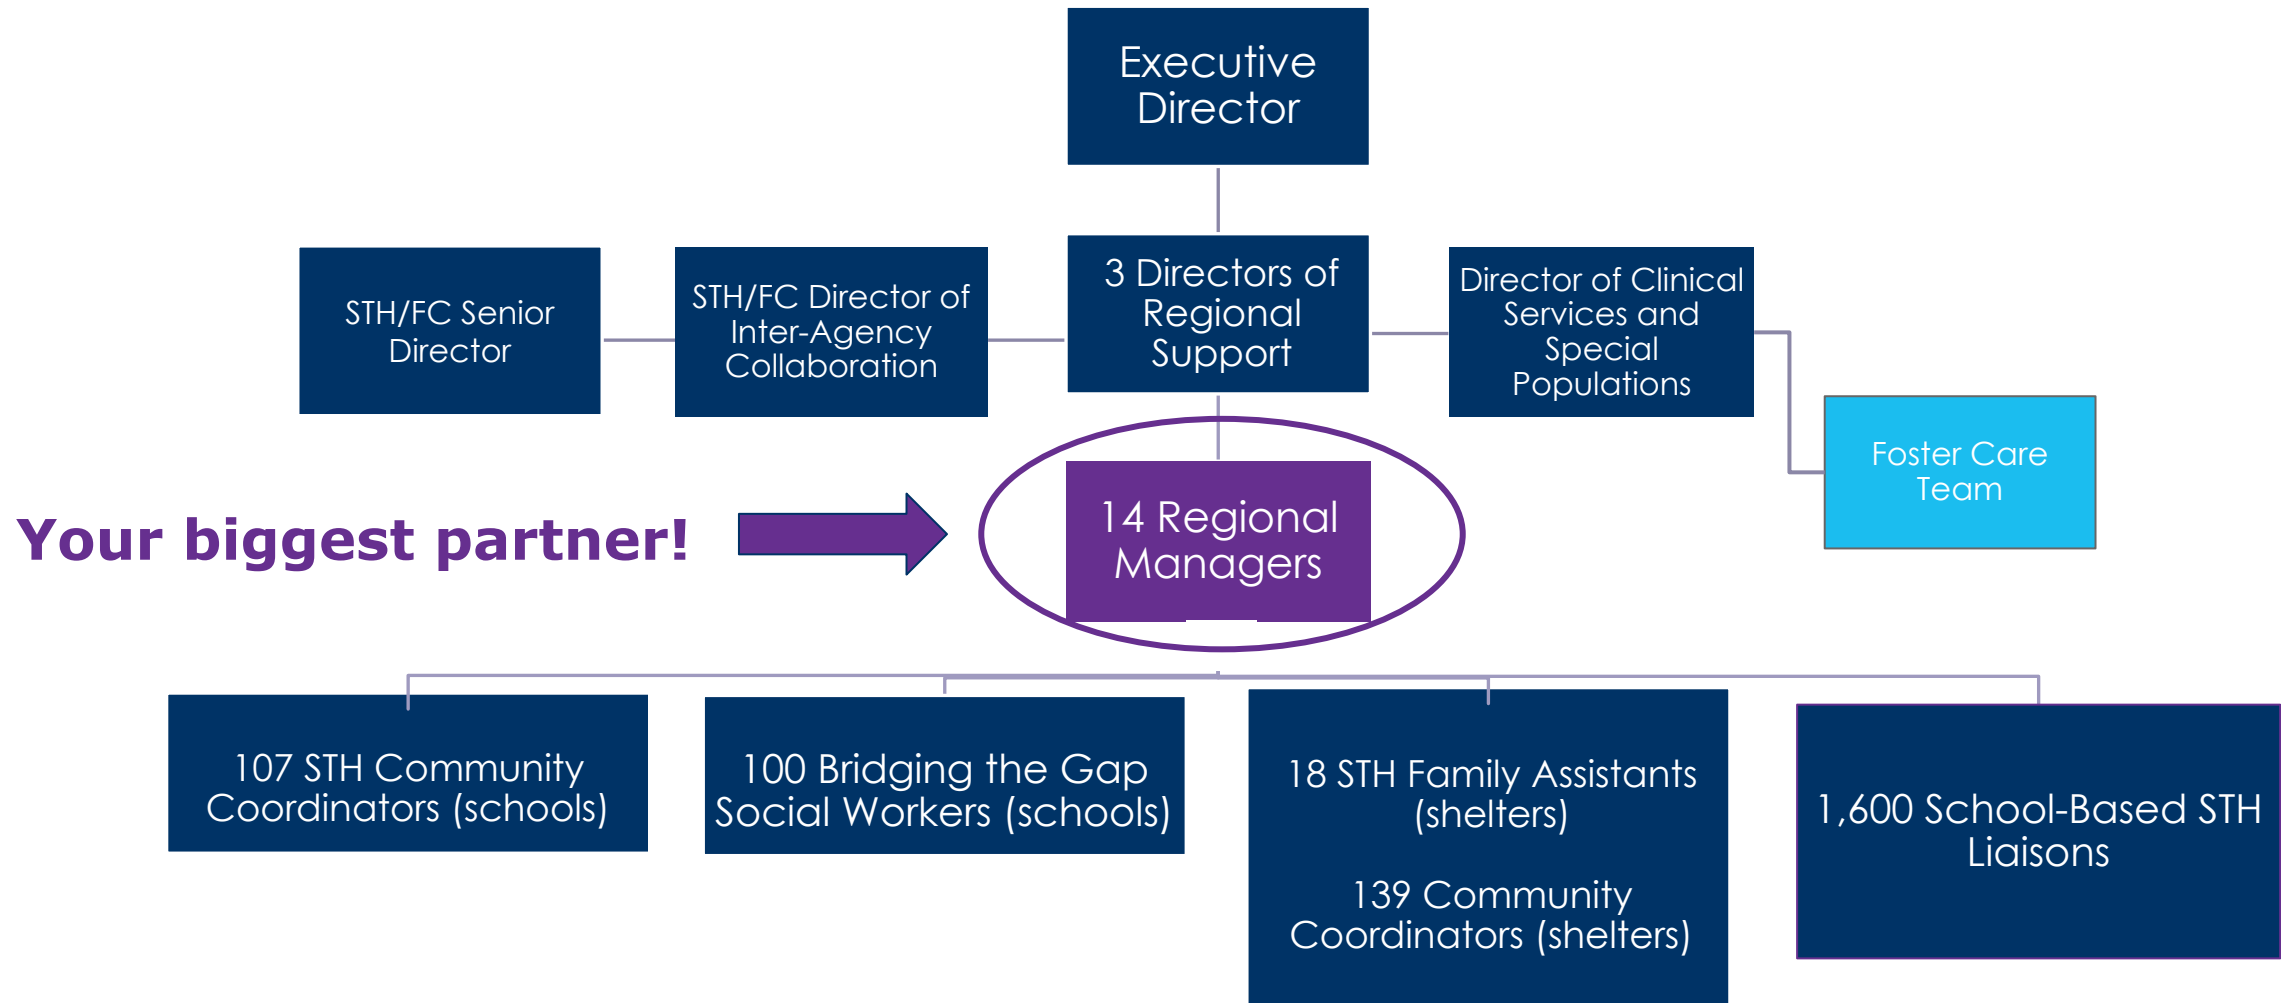 Executive
Director
STH/FC Senior
Director
STH/FC Director of
Inter-Agency
Collaboration
3 Directors of
Regional
Support
Director of Clinical
Services and
Special
Populations
Foster Care
Team
Your biggest partner!
14 Regional
Managers
107 STH Community
Coordinators (schools)
100 Bridging the Gap
Social Workers (schools)
18 STH Family Assistants
(shelters)
139 Community
Coordinators (shelters)
1,600 School-Based STH
Liaisons